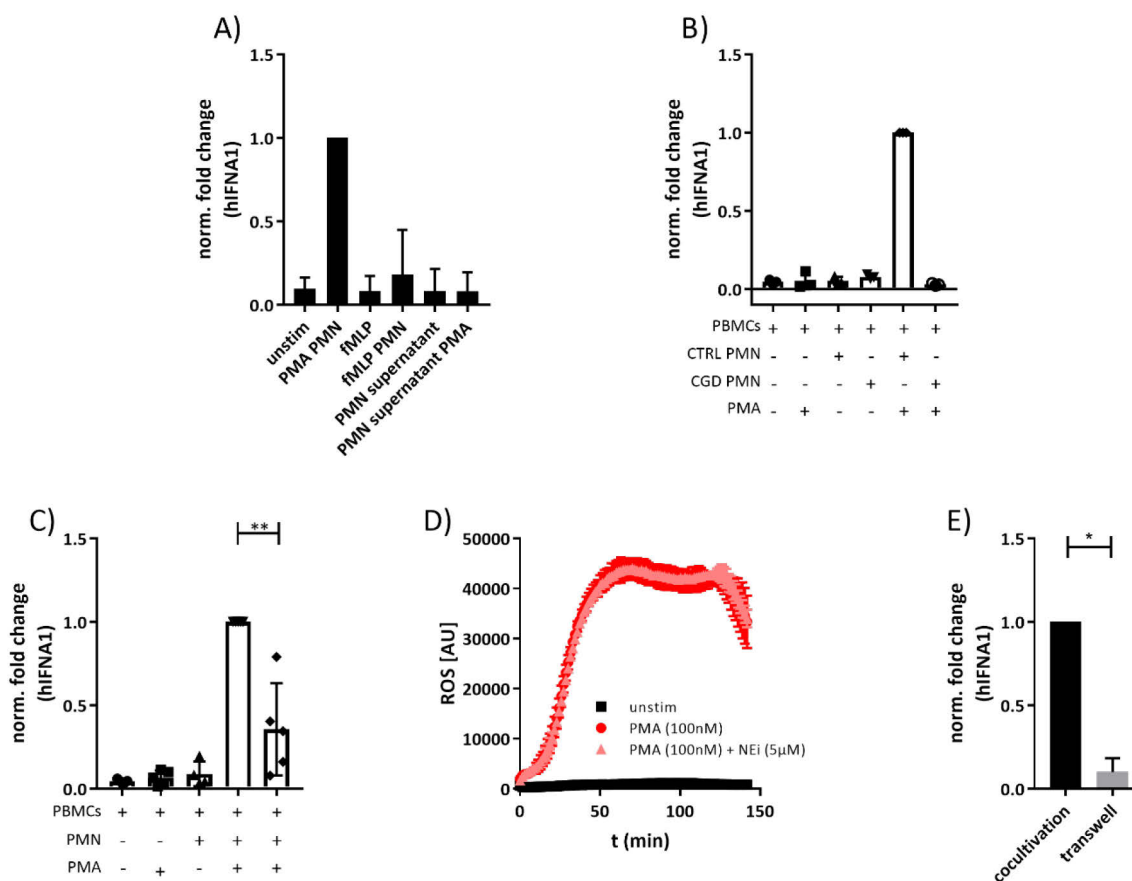 A)
norm. fold change
(hIFNA1)
1.5
1.0
0.5
0.0
unstim
PMA PMN
fMLP
fMLP PMN
PMN supernatant
PMN supernatant PMA
B)
norm. fold change
(hIFNA1)
1.5
1.0
0.5
0.0
PBMCs + + + + + +
CTRL PMN - - + - + -
CGD PMN - - - + - +
PMA - + - - + +
C)
norm. fold change
(hIFNA1)
1.5
1.0
0.5
0.0
**
PBMCs + + + + +
PMN - - + + +
PMA - + - + +
D)
ROS [AU]
50000
40000
30000
20000
10000
0
unstim
PMA (100nM)
PMA (100nM) + NEi (5µM)
0 50 100 150
t (min)
E)
norm. fold change
(hIFNA1)
1.5
1.0
0.5
0.0
*
cocultivation
transwell